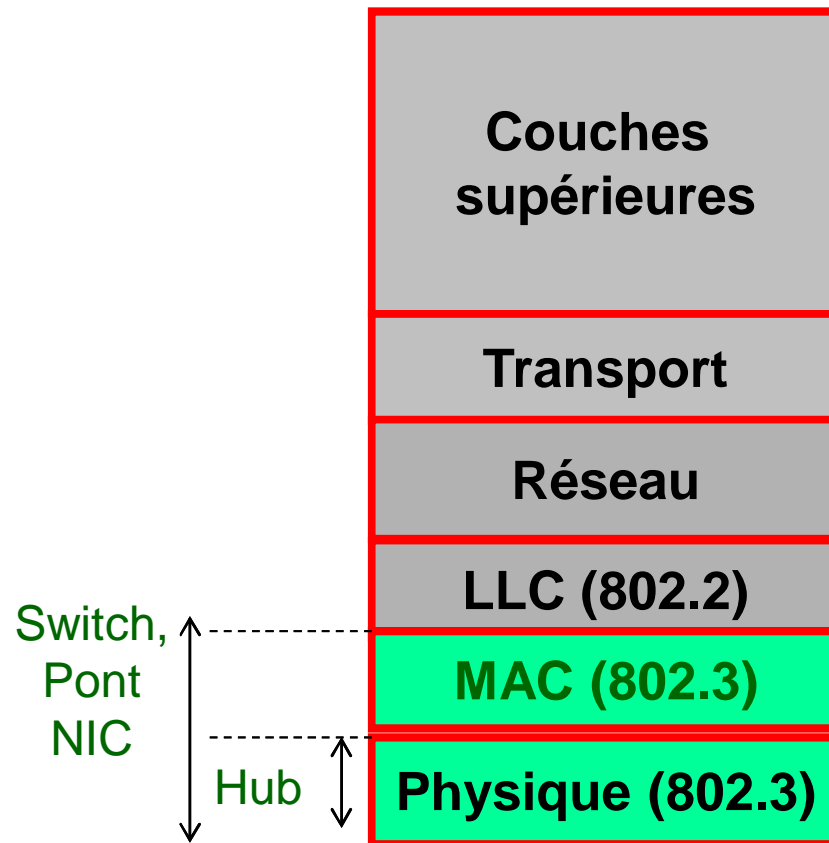 Couches
supérieures
Transport
Réseau
LLC (802.2)
Switch,
Pont
NIC
MAC (802.3)
Hub
Physique (802.3)